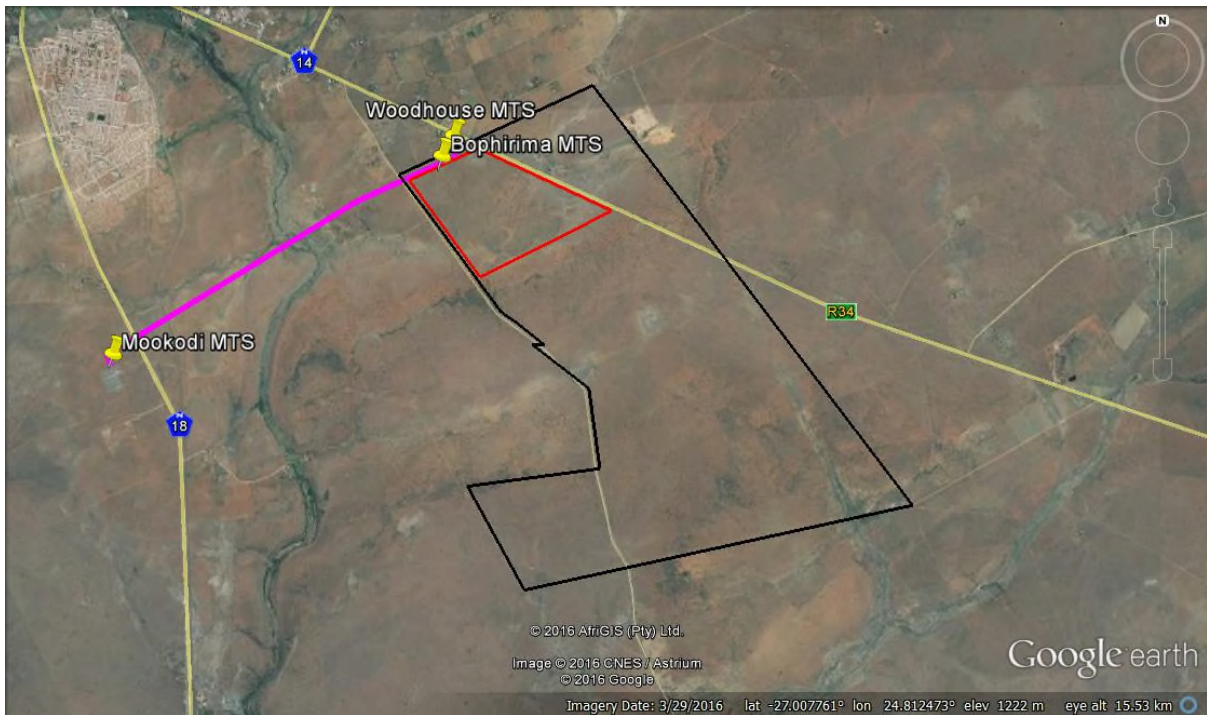 N
N
14
Woodhouse MTS
Bophirima MTS
R34
Mookodi MTS
N
18
© 2016 AfriGIS (Pty) Ltd.
Image © 2016 CNES / Astrium
© 2016 Google
Google earth
Imagery Date: 3/29/2016 lat -27.007761° lon 24.812473° elev 1222 m eye alt 15.53 km